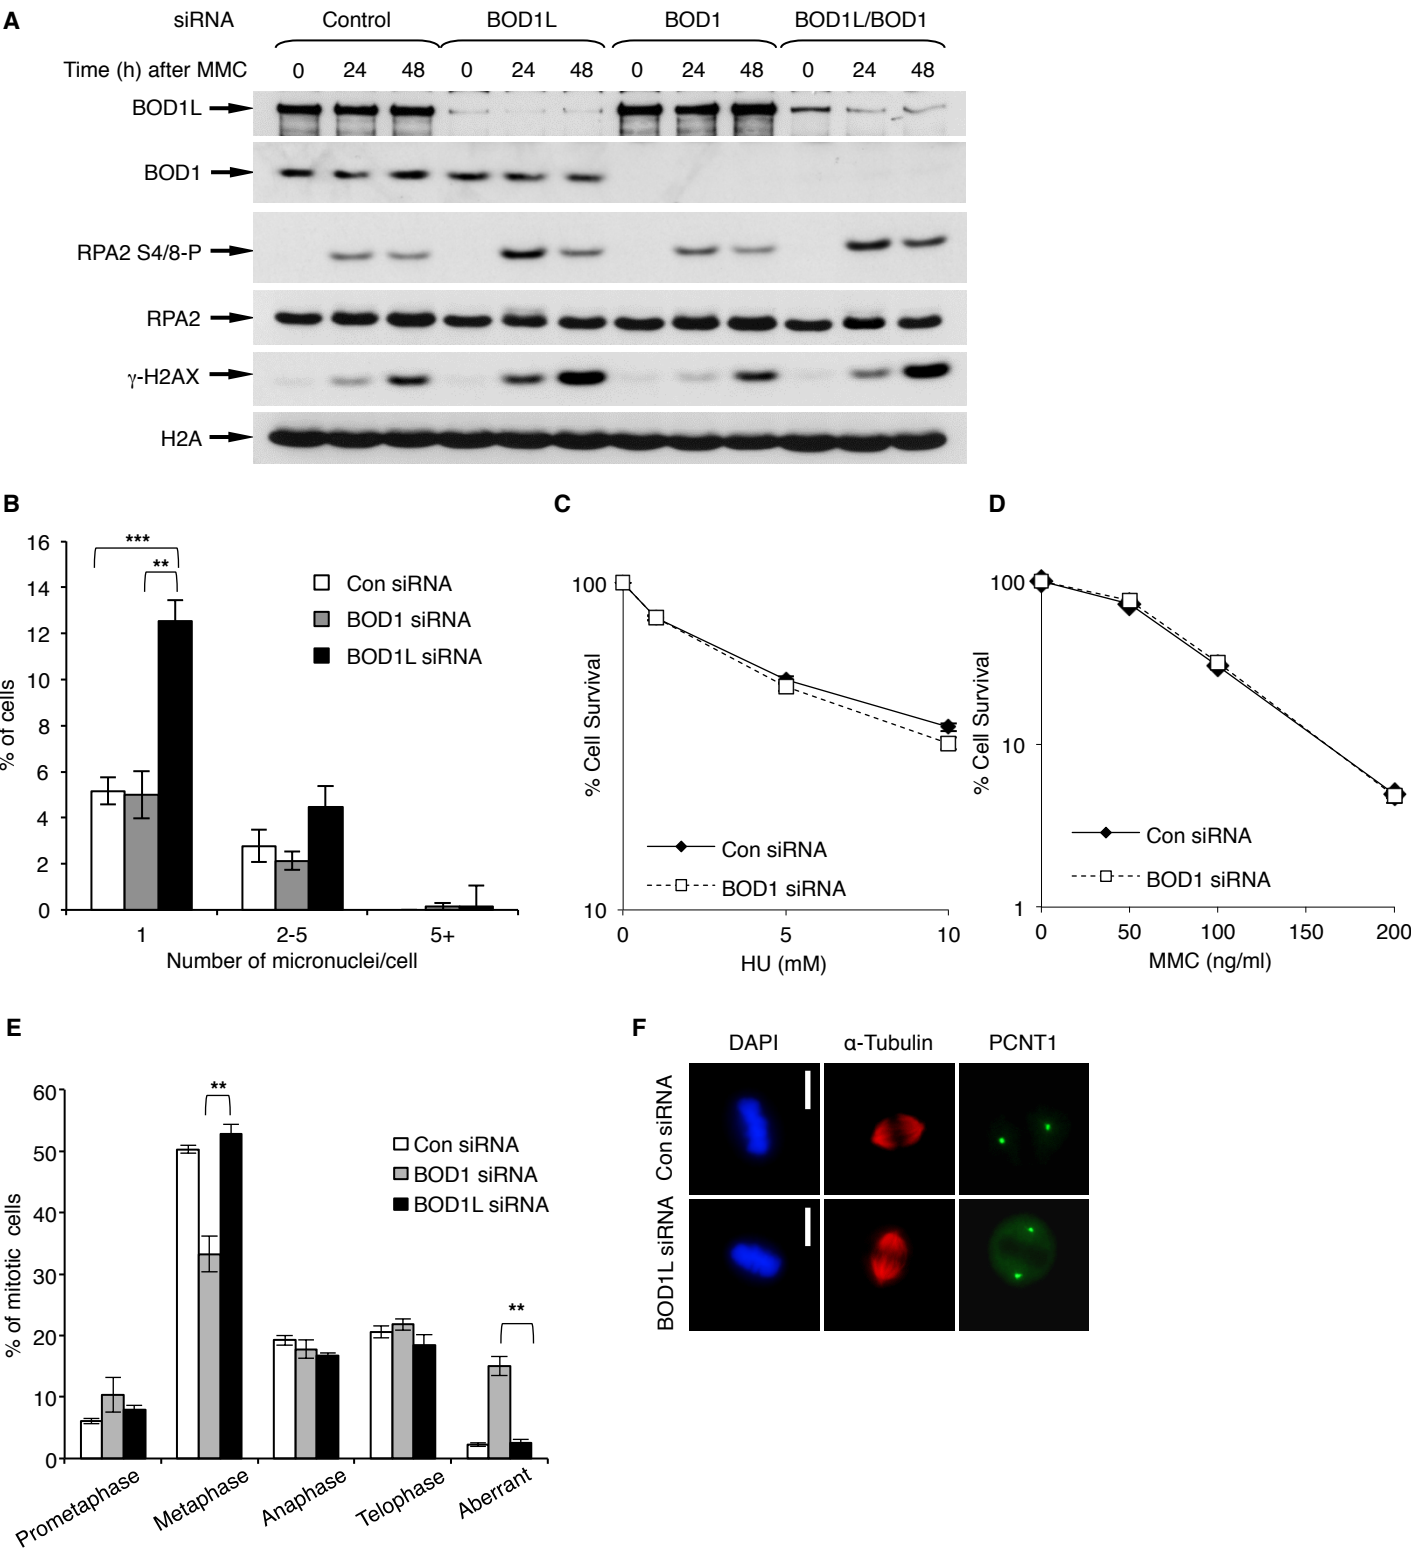 A
siRNA Control BOD1L BOD1 BOD1L/BOD1
Time (h) after MMC 0 24 48 0 24 48 0 24 48 0 24 48
BOD1L
BOD1
RPA2 S4/8-P
RPA2
γ-H2AX
H2A
B
16
14
12
10
8
6
4
2
0
% of cells
***
**
Con siRNA
BOD1 siRNA
BOD1L siRNA
1 2-5 5+
Number of micronuclei/cell
C
100
10
% Cell Survival
Con siRNA
BOD1 siRNA
0 5 10
HU (mM)
D
100
10
1
% Cell Survival
Con siRNA
BOD1 siRNA
0 50 100 150 200
MMC (ng/ml)
E
60
50
40
30
20
10
0
% of mitotic cells
**
**
Con siRNA
BOD1 siRNA
BOD1L siRNA
Prometaphase
Metaphase
Anaphase
Telophase
Aberrant
F
DAPI α-Tubulin PCNT1
Con siRNA
BOD1L siRNA